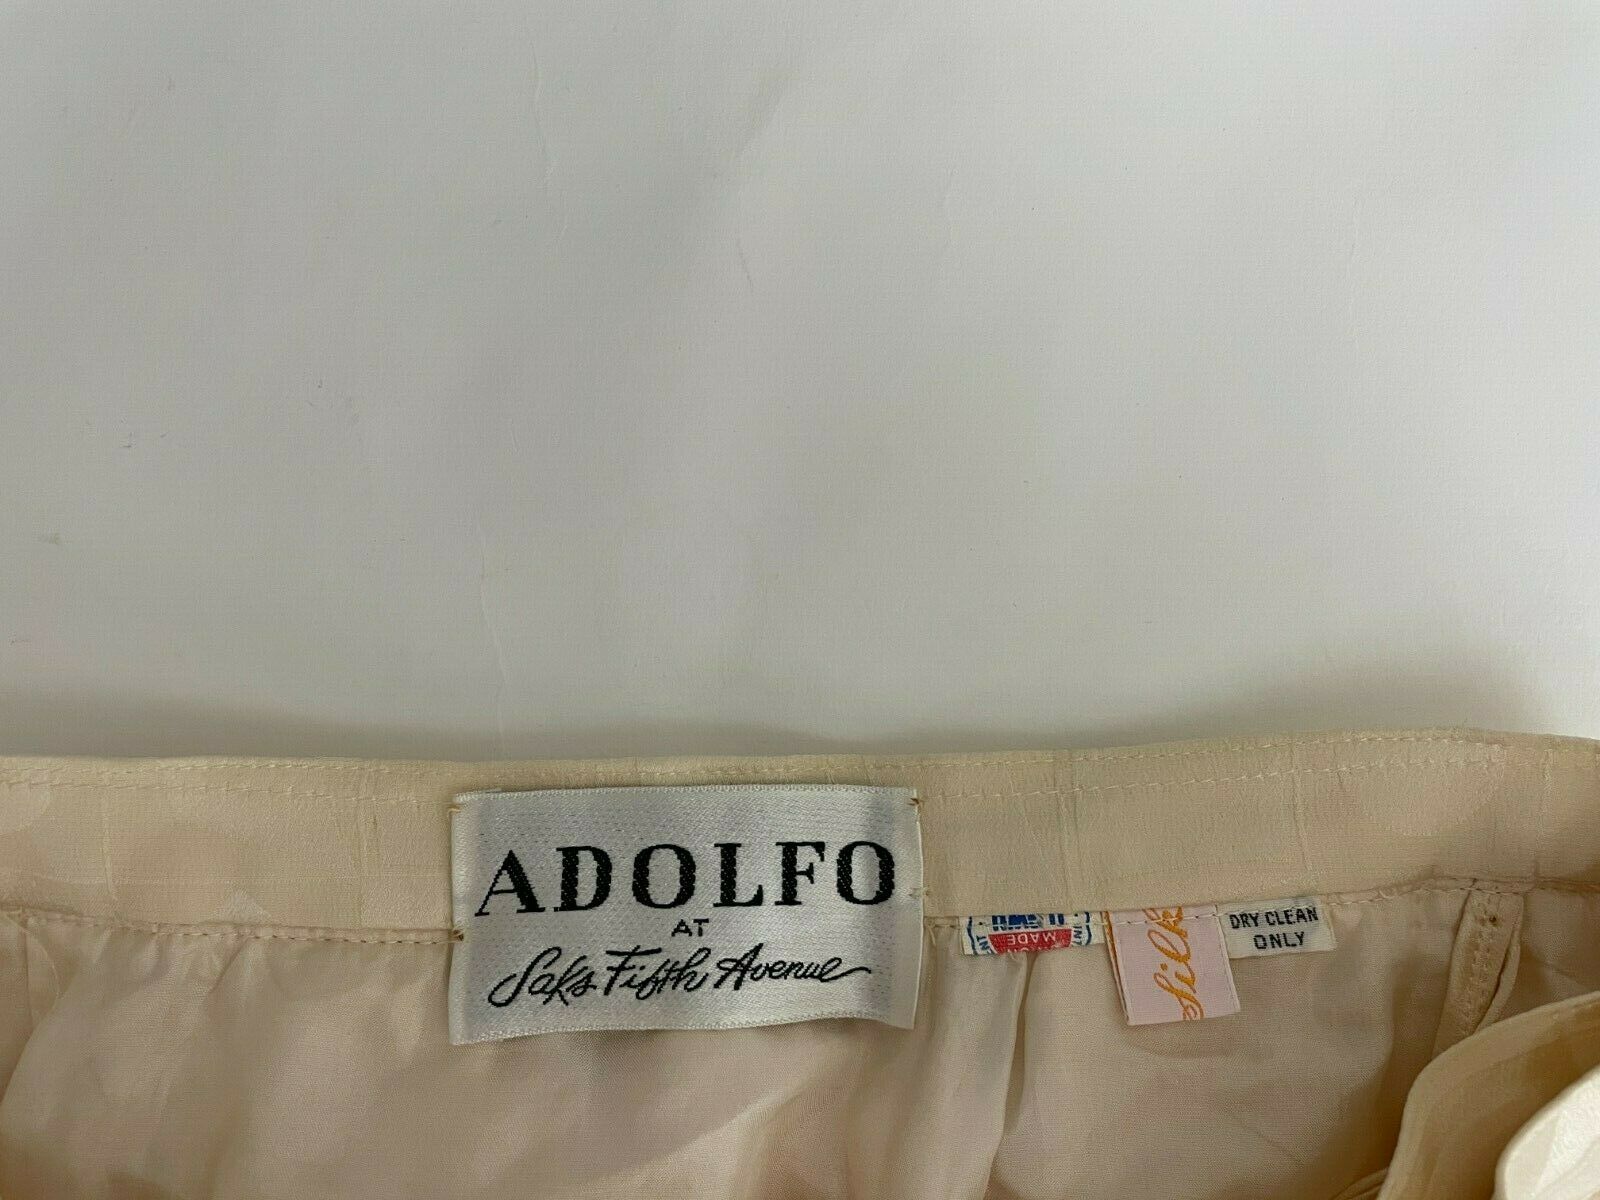 ADOLFO
AT
Saks Fifth Avenue
MADE
Silk
DRY CLEAN
ONLY